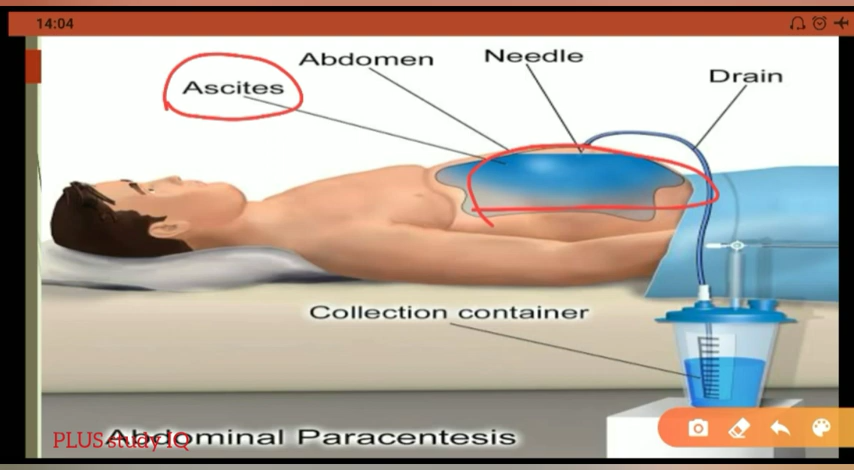 14:04
Abdomen
Needle
Ascites
Drain
Collection container
PLUS study IQ
Abdominal Paracentesis